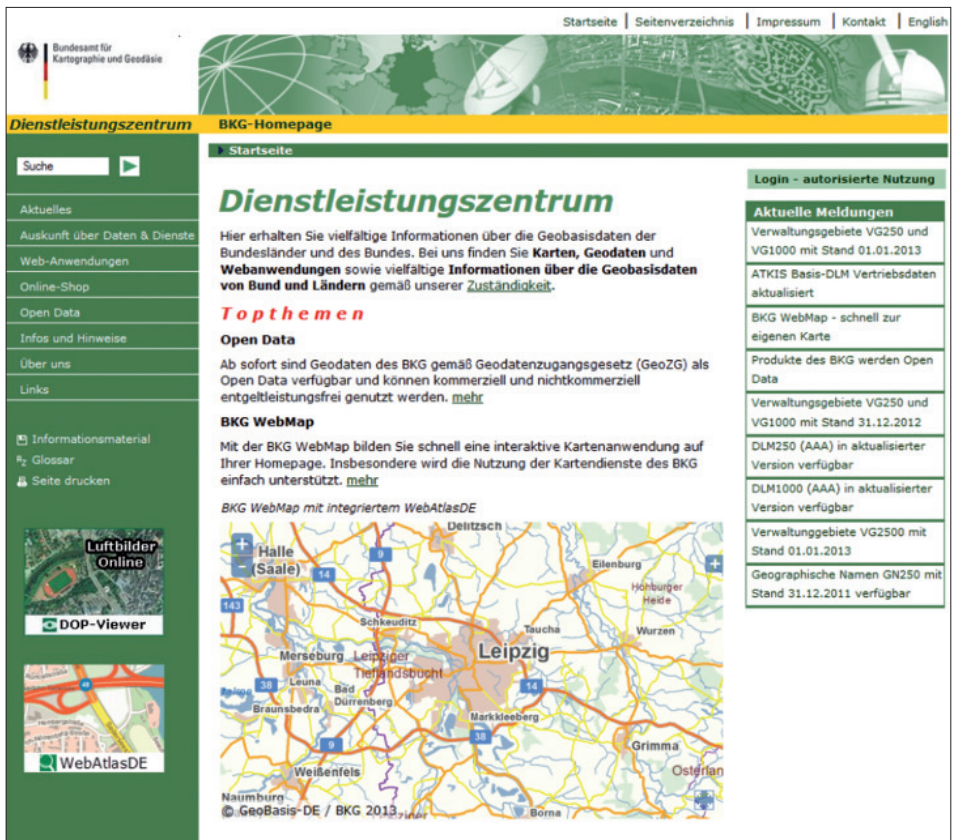 Startseite | Seitenverzeichnis | Impressum | Kontakt | English
Bundesamt für
Kartographie und Geodäsie
Dienstleistungszentrum
BKG-Homepage
Suche
Aktuelles
Auskunft über Daten & Dienste
Web-Anwendungen
Online-Shop
Open Data
Infos und Hinweise
Über uns
Links
Informationsmaterial
Glossar
Seite drucken
Luftbilder
Online
DOP-Viewer
WebAtlasDE
Startseite
Dienstleistungszentrum
Hier erhalten Sie vielfältige Informationen über die Geobasisdaten der
Bundesländer und des Bundes. Bei uns finden Sie Karten, Geodaten und
Webanwendungen sowie vielfältige Informationen über die Geobasisdaten
von Bund und Ländern gemäß unserer Zuständigkeit.
Topthemen
Open Data
Ab sofort sind Geodaten des BKG gemäß Geodatenzugangsgesetz (GeoZG) als
Open Data verfügbar und können kommerziell und nichtkommerziell
entgeltleistungsfrei genutzt werden. mehr
BKG WebMap
Mit der BKG WebMap bilden Sie schnell eine interaktive Kartenanwendung auf
Ihrer Homepage. Insbesondere wird die Nutzung der Kartendienste des BKG
einfach unterstützt. mehr
BKG WebMap mit integriertem WebAtlasDE
Delitzsch
Halle
(Saale)
9
14
Eilenburg
Hohburger
Heide
143
Schkeuditz
Taucha
Wurzen
Merseburg
Leipziger
Tieflandsbucht
Leipzig
Leuna
38
Bad
Dürrenberg
14
Braunsbedra
Markkleeberg
38
9
Grimma
Weißenfels
Osterlan
Naumburg
© GeoBasis-DE / BKG 2013
Borna
Login - autorisierte Nutzung
Aktuelle Meldungen
Verwaltungsgebiete VG250 und
VG1000 mit Stand 01.01.2013
ATKIS Basis-DLM Vertriebsdaten
aktualisiert
BKG WebMap - schnell zur
eigenen Karte
Produkte des BKG werden Open
Data
Verwaltungsgebiete VG250 und
VG1000 mit Stand 31.12.2012
DLM250 (AAA) in aktualisierter
Version verfügbar
DLM1000 (AAA) in aktualisierter
Version verfügbar
Verwaltunggebiete VG2500 mit
Stand 01.01.2013
Geographische Namen GN250 mit
Stand 31.12.2011 verfügbar